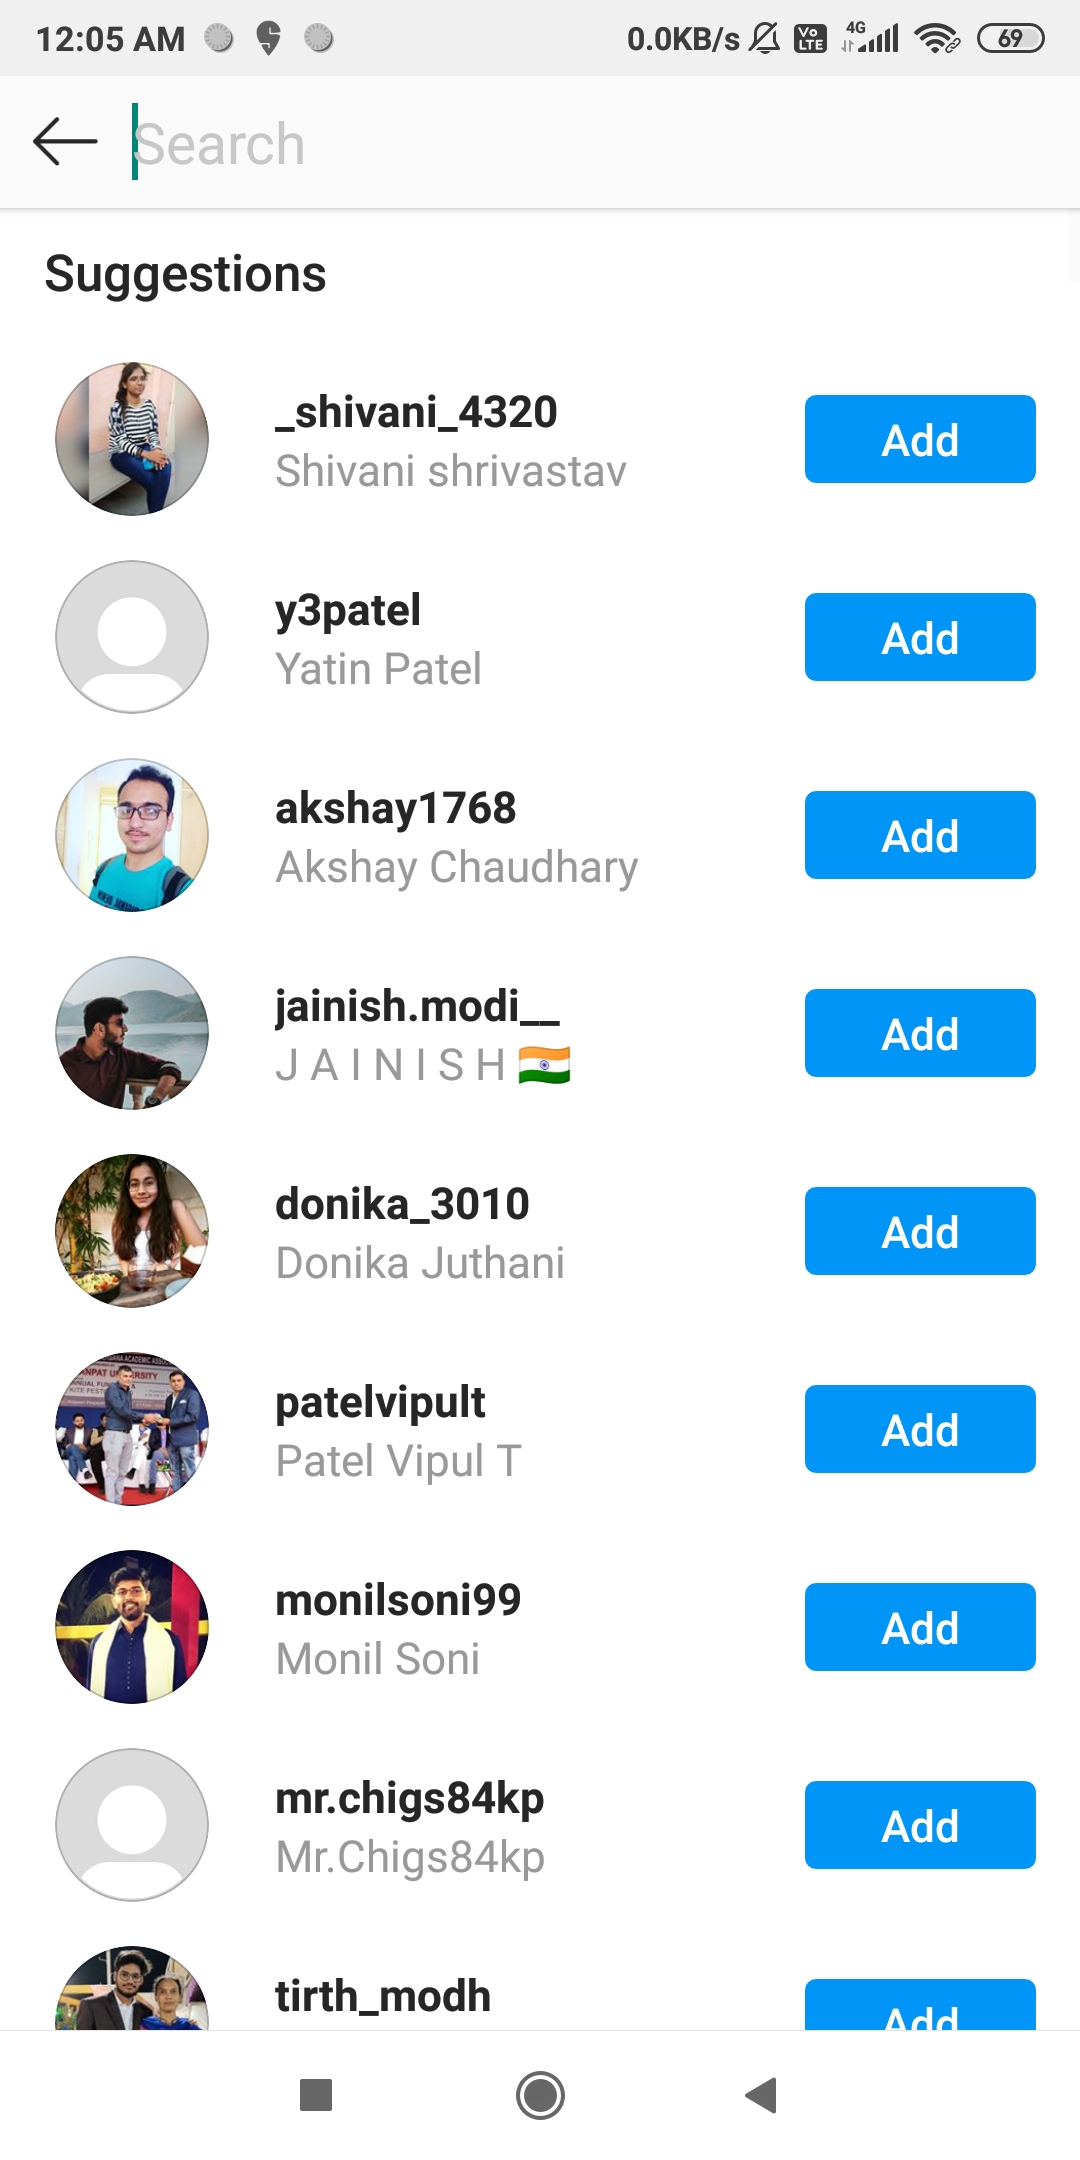 12:05 AM 0.0KB/s Vo LTE 4G 69
Search
Suggestions
_shivani_4320
Shivani shrivastav
Add
y3patel
Yatin Patel
Add
akshay1768
Akshay Chaudhary
Add
jainish.modi__
J A I N I S H 🇮🇳
Add
donika_3010
Donika Juthani
Add
patelvipult
Patel Vipul T
Add
monilsoni99
Monil Soni
Add
mr.chigs84kp
Mr.Chigs84kp
Add
tirth_modh
Add